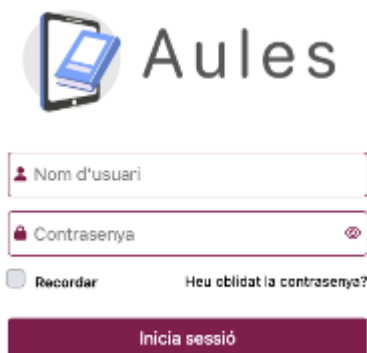 Aules
Nom d'usuari
Contrasenya
Recordar Heu oblidat la contrasenya?
Inicia sessió